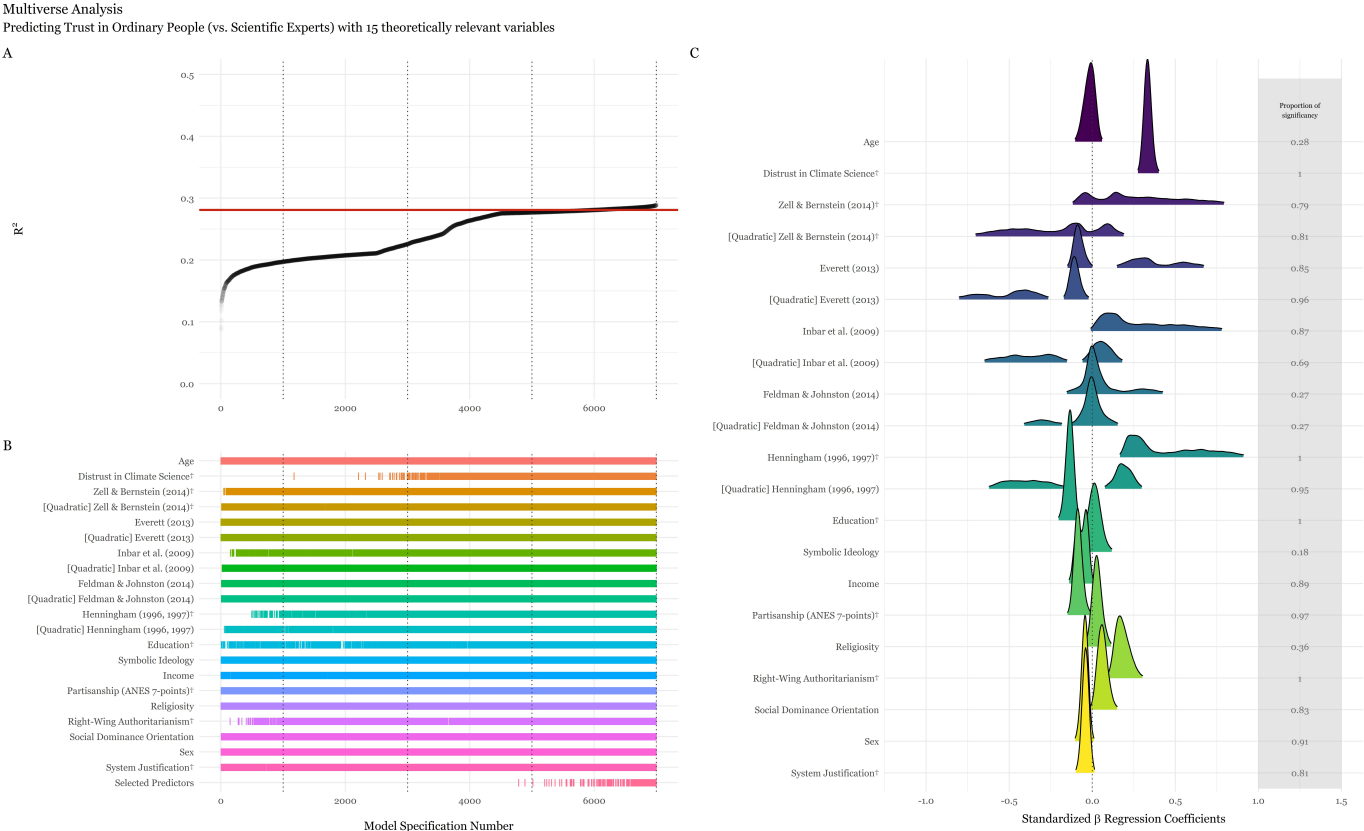 Multiverse Analysis
Predicting Trust in Ordinary People (vs. Scientific Experts) with 15 theoretically relevant variables
A
0.5
0.4
0.3
0.2
0.1
0.0
R²
0
2000
4000
6000
B
Age
Distrust in Climate Science†
Zell & Bernstein (2014)†
[Quadratic] Zell & Bernstein (2014)†
Everett (2013)
[Quadratic] Everett (2013)
Inbar et al. (2009)
[Quadratic] Inbar et al. (2009)
Feldman & Johnston (2014)
[Quadratic] Feldman & Johnston (2014)
Henningham (1996, 1997)†
[Quadratic] Henningham (1996, 1997)
Education†
Symbolic Ideology
Income
Partisanship (ANES 7-points)†
Religiosity
Right-Wing Authoritarianism†
Social Dominance Orientation
Sex
System Justification†
Selected Predictors
0
2000
4000
6000
Model Specification Number
C
Proportion of
significancy
Age 0.28
Distrust in Climate Science† 1
Zell & Bernstein (2014)† 0.79
[Quadratic] Zell & Bernstein (2014)† 0.81
Everett (2013) 0.85
[Quadratic] Everett (2013) 0.96
Inbar et al. (2009) 0.87
[Quadratic] Inbar et al. (2009) 0.69
Feldman & Johnston (2014) 0.27
[Quadratic] Feldman & Johnston (2014) 0.27
Henningham (1996, 1997)† 1
[Quadratic] Henningham (1996, 1997) 0.95
Education† 1
Symbolic Ideology 0.18
Income 0.89
Partisanship (ANES 7-points)† 0.97
Religiosity 0.36
Right-Wing Authoritarianism† 1
Social Dominance Orientation 0.83
Sex 0.91
System Justification† 0.81
-1.0
-0.5
0.0
0.5
1.0
1.5
Standardized β Regression Coefficients